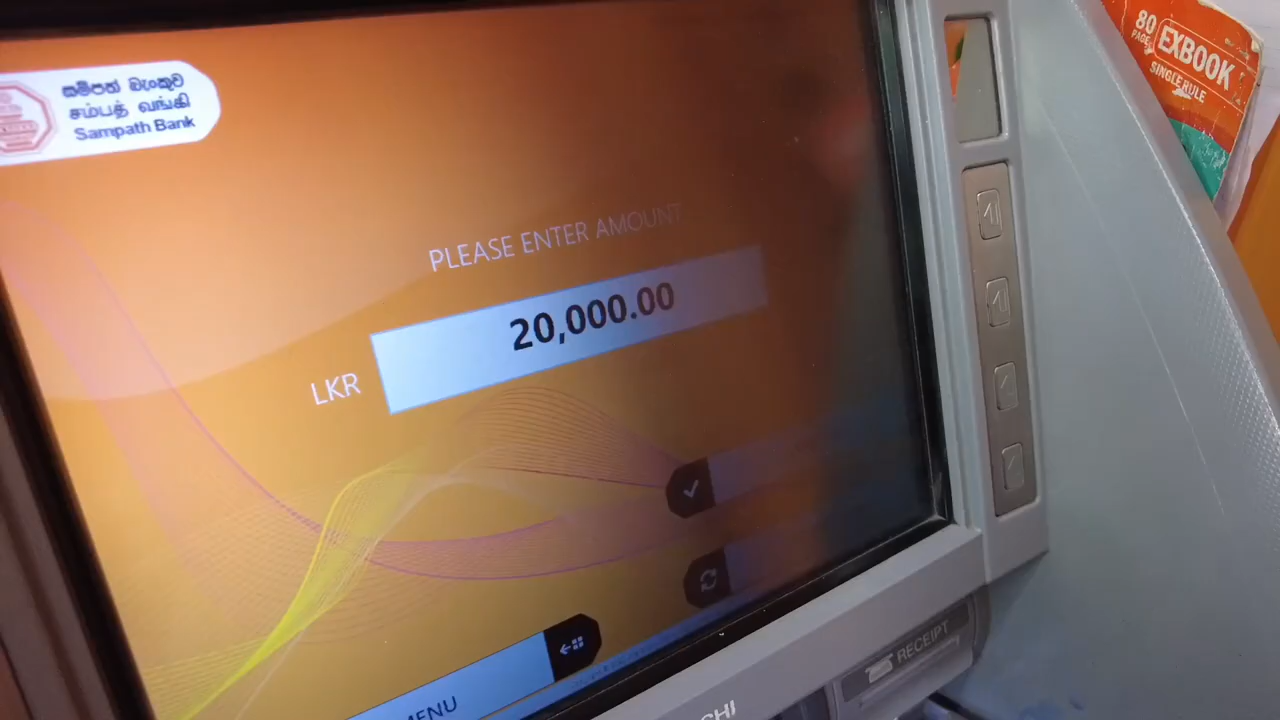 සම්පත් බැංකුව
சம்பத் வங்கி
Sampath Bank
PLEASE ENTER AMOUNT
LKR 20,000.00
MENU
RECEIPT
80
PAGES
EXBOOK
SINGLE RULE